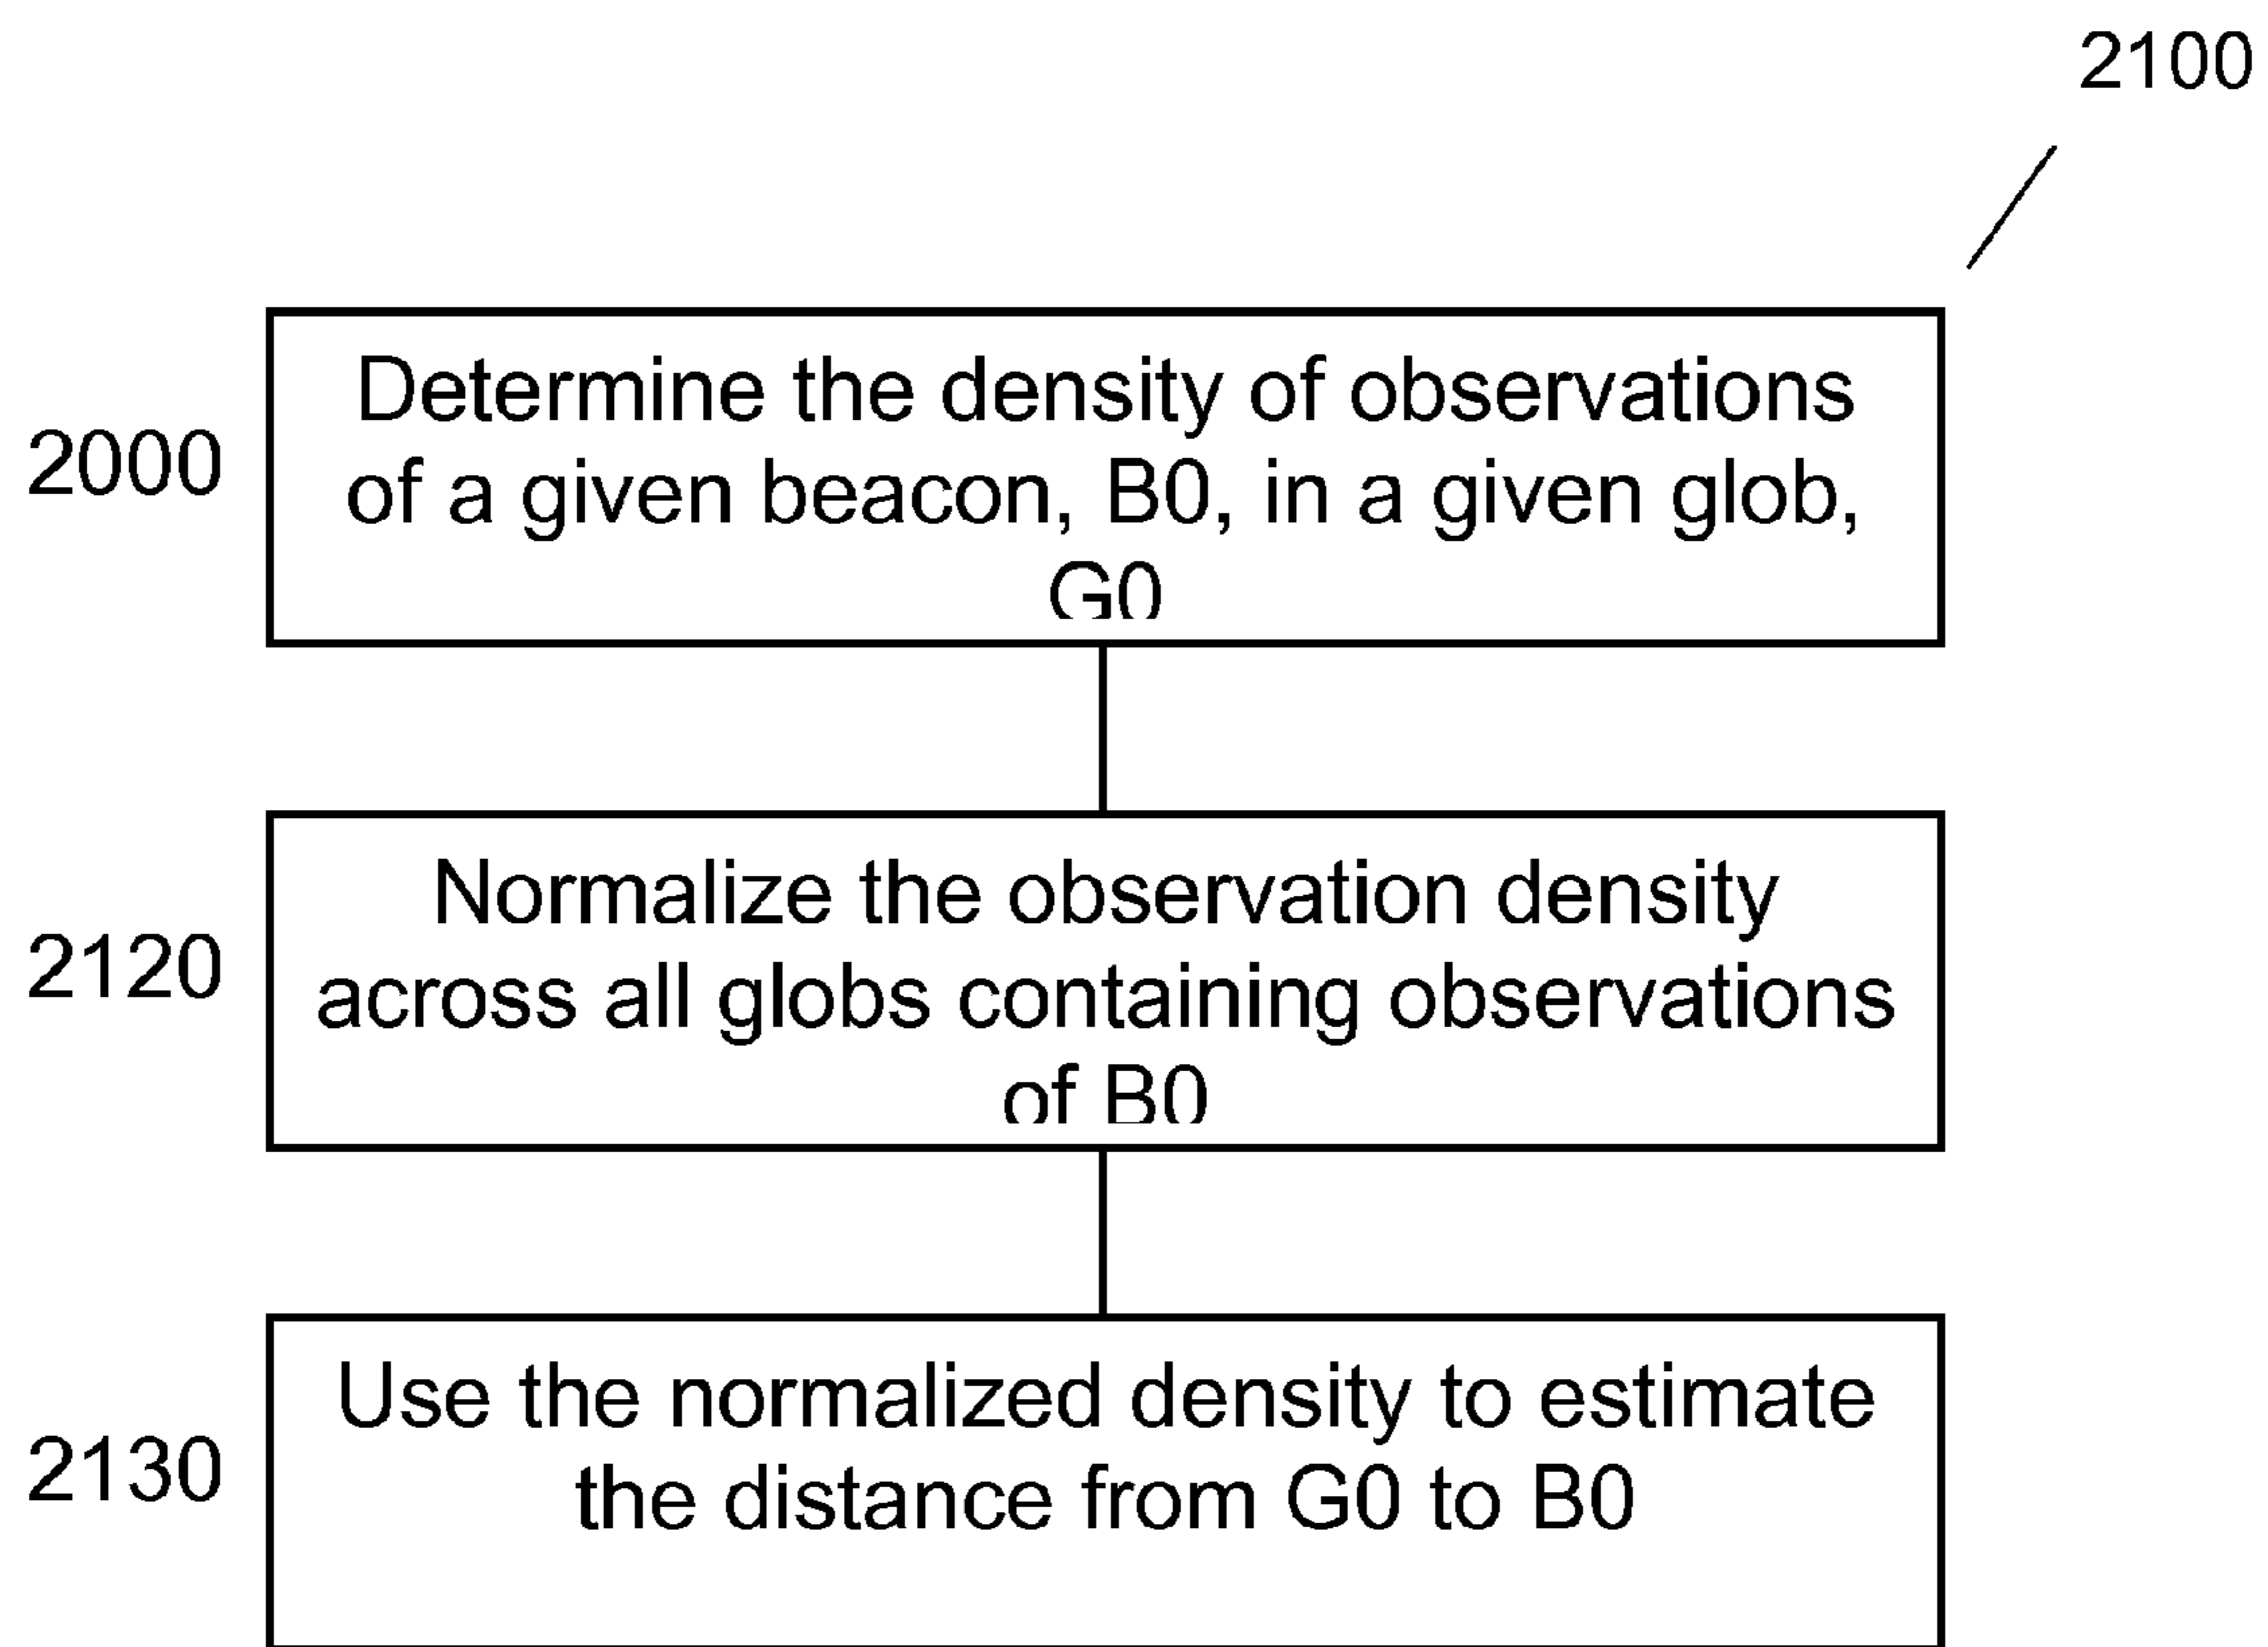 2100
2000
Determine the density of observations
of a given beacon, B0, in a given glob,
G0
2120
Normalize the observation density
across all globs containing observations
of B0
2130
Use the normalized density to estimate
the distance from G0 to B0